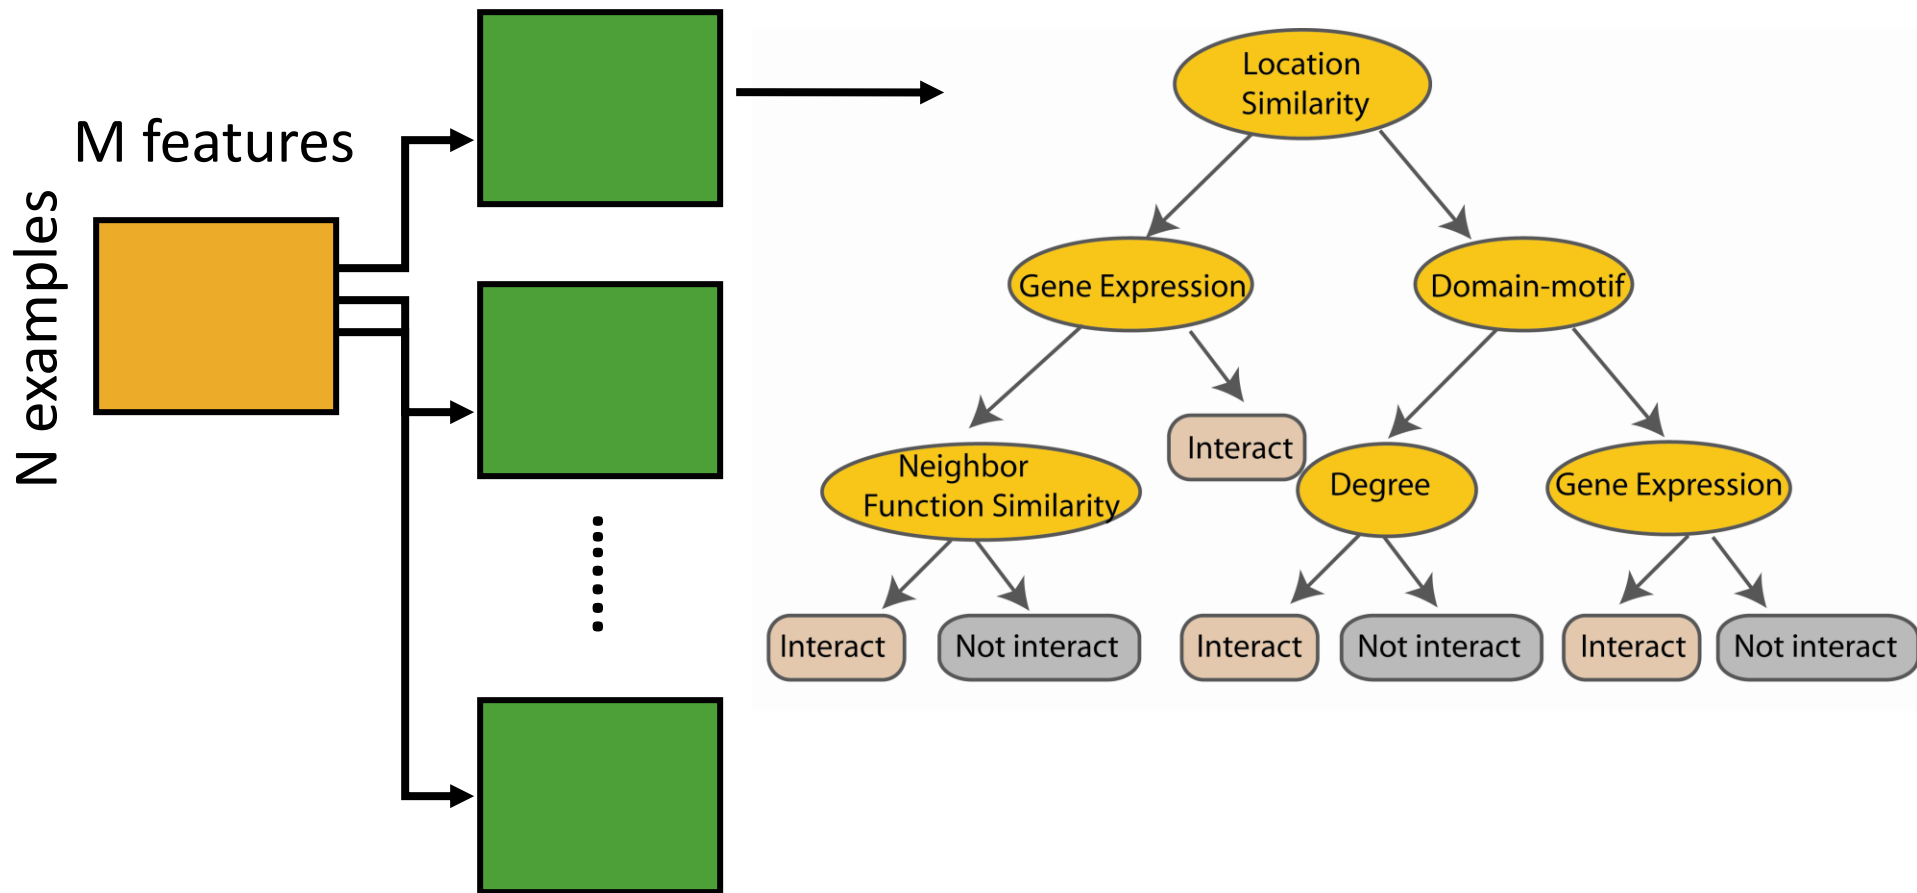 M features
N examples
Location
Similarity
Gene Expression
Domain-motif
Interact
Neighbor
Function Similarity
Degree
Gene Expression
Interact
Not interact
Interact
Not interact
Interact
Not interact